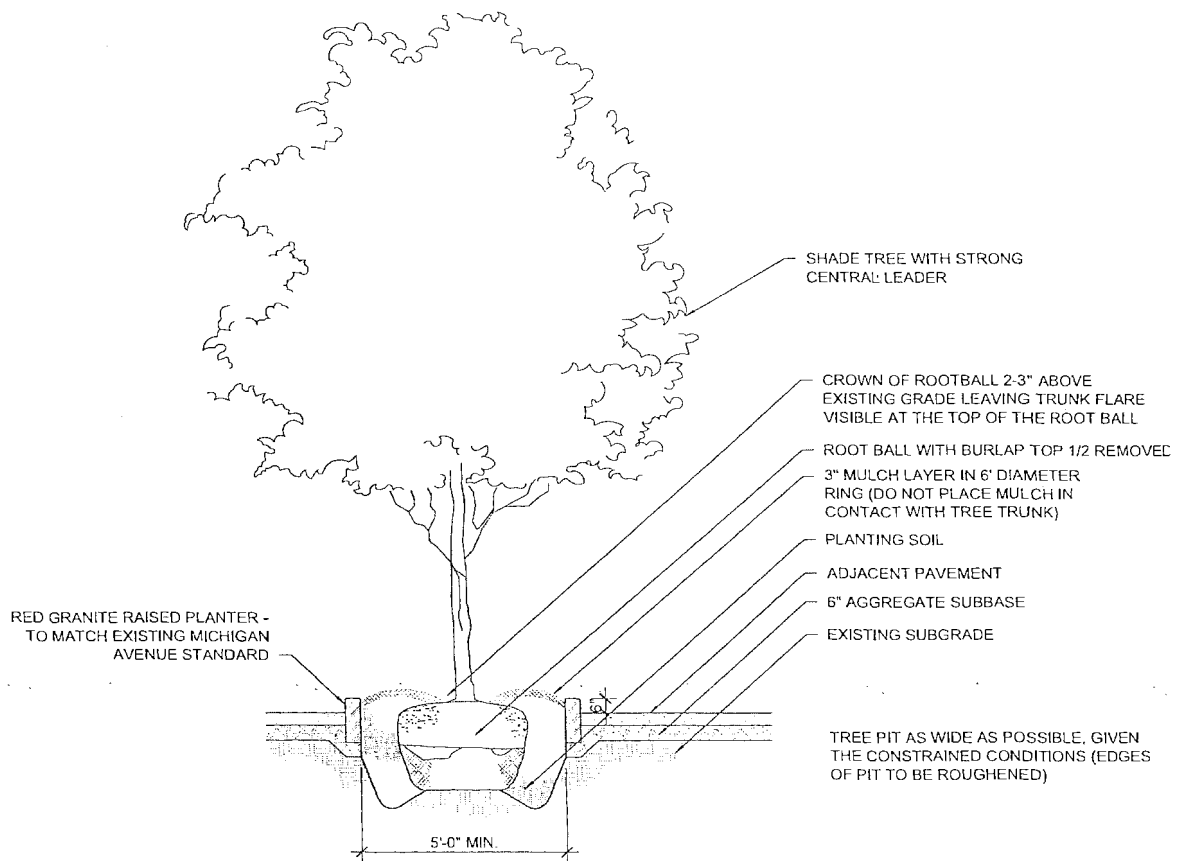 SHADE TREE WITH STRONG
CENTRAL LEADER
CROWN OF ROOTBALL 2-3" ABOVE
EXISTING GRADE LEAVING TRUNK FLARE
VISIBLE AT THE TOP OF THE ROOT BALL
ROOT BALL WITH BURLAP TOP 1/2 REMOVED
3" MULCH LAYER IN 6' DIAMETER
RING (DO NOT PLACE MULCH IN
CONTACT WITH TREE TRUNK)
PLANTING SOIL
ADJACENT PAVEMENT
6" AGGREGATE SUBBASE
EXISTING SUBGRADE
RED GRANITE RAISED PLANTER -
TO MATCH EXISTING MICHIGAN
AVENUE STANDARD
6"
TREE PIT AS WIDE AS POSSIBLE, GIVEN
THE CONSTRAINED CONDITIONS (EDGES
OF PIT TO BE ROUGHENED)
5'-0" MIN.